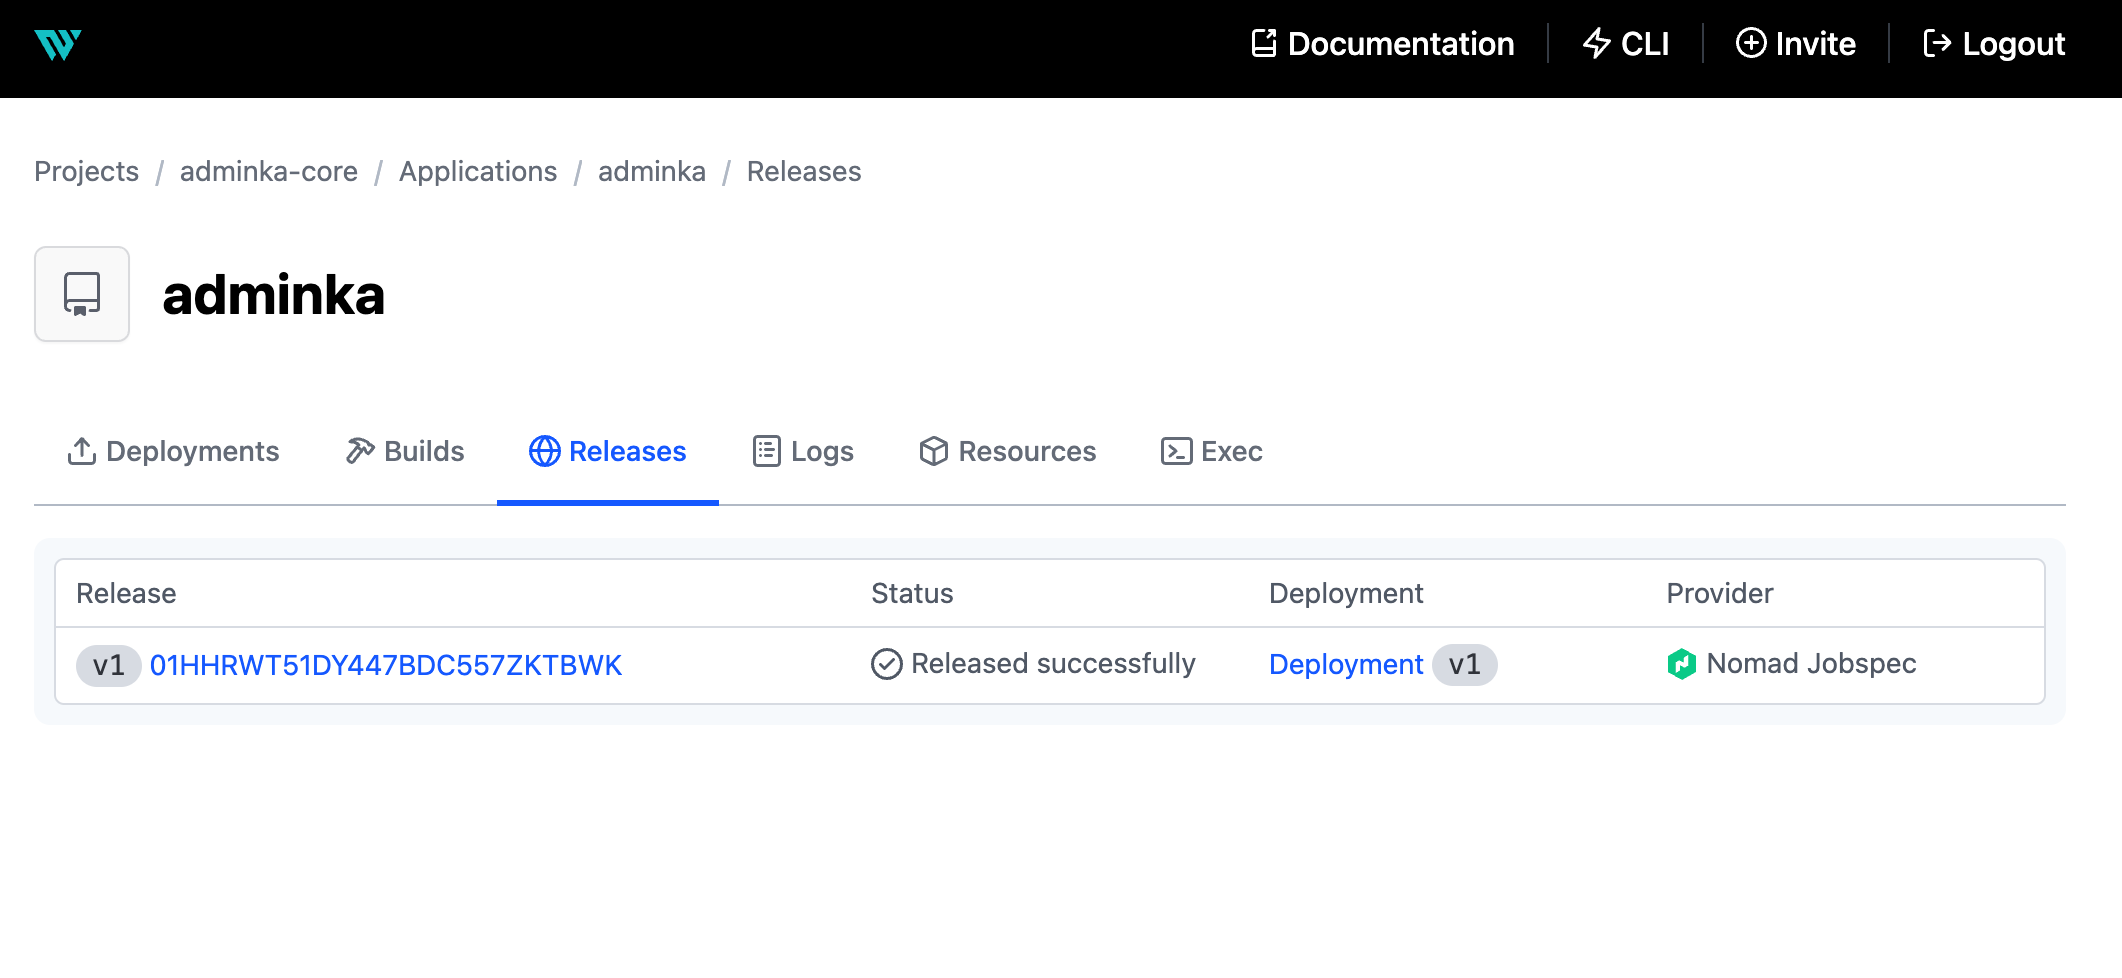 Documentation CLI Invite Logout
Projects / adminka-core / Applications / adminka / Releases
adminka
Deployments Builds Releases Logs Resources Exec
Release Status Deployment Provider
v1 01HHRWT51DY447BDC557ZKTBWK Released successfully Deployment v1 Nomad Jobspec